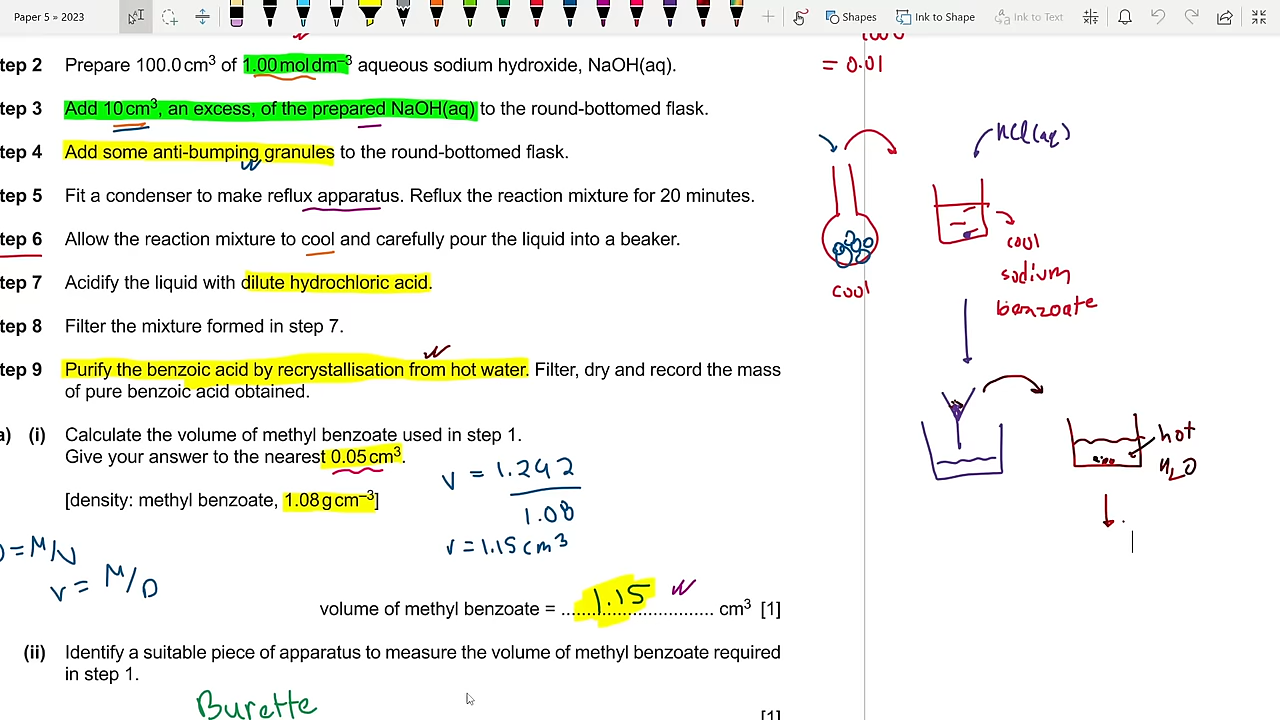 Paper 5 » 2023
Shapes
Ink to Shape
Ink to Text
tep 2 Prepare 100.0 cm³ of 1.00 mol dm⁻³ aqueous sodium hydroxide, NaOH(aq).
tep 3 Add 10 cm³, an excess, of the prepared NaOH(aq) to the round-bottomed flask.
tep 4 Add some anti-bumping granules to the round-bottomed flask.
tep 5 Fit a condenser to make reflux apparatus. Reflux the reaction mixture for 20 minutes.
tep 6 Allow the reaction mixture to cool and carefully pour the liquid into a beaker.
tep 7 Acidify the liquid with dilute hydrochloric acid.
tep 8 Filter the mixture formed in step 7.
tep 9 Purify the benzoic acid by recrystallisation from hot water. Filter, dry and record the mass
of pure benzoic acid obtained.
a) (i) Calculate the volume of methyl benzoate used in step 1.
Give your answer to the nearest 0.05 cm³.
[density: methyl benzoate, 1.08 g cm⁻³]
v = 1.242
1.08
v = 1.15 cm³
D = M/V
v = M/D
volume of methyl benzoate = .... 1.15 .... cm³ [1]
(ii) Identify a suitable piece of apparatus to measure the volume of methyl benzoate required
in step 1.
Burette
[1]
1000
= 0.01
HCl(aq)
cool
cool
sodium
benzoate
hot
H₂O